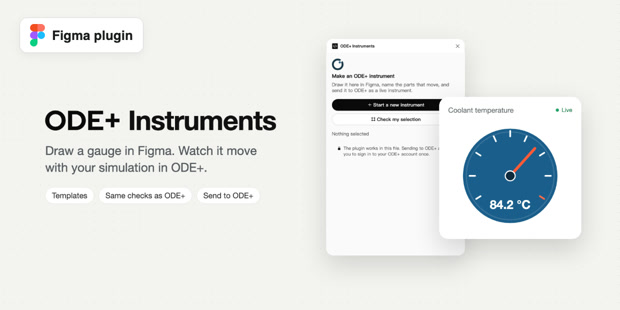 Figma plugin
ODE+ Instruments
Draw a gauge in Figma. Watch it move
with your simulation in ODE+.
Templates
Same checks as ODE+
Send to ODE+
ODE+ Instruments
Make an ODE+ instrument
Draw it here in Figma, name the parts that move, and
send it to ODE+ as a live instrument.
+ Start a new instrument
Check my selection
Nothing selected
The plugin works in this file. Sending to ODE+
you to sign in to your ODE+ account once.
Coolant temperature
Live
84.2 °C